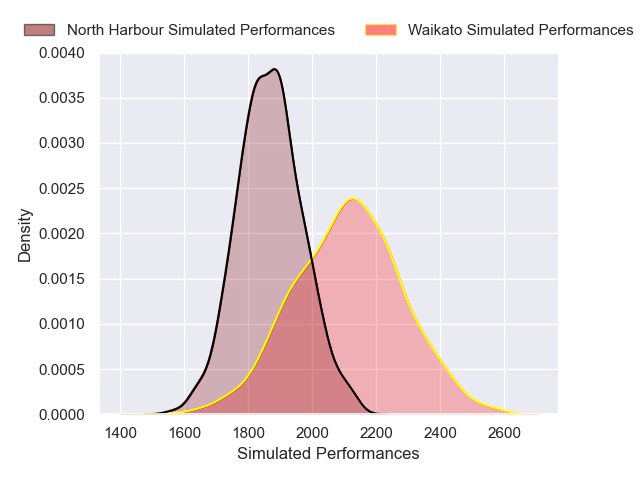 North Harbour Simulated Performances Waikato Simulated Performances
0.0040
0.0035
0.0030
0.0025
0.0020
0.0015
0.0010
0.0005
0.0000
Density
1400 1600 1800 2000 2200 2400 2600
Simulated Performances